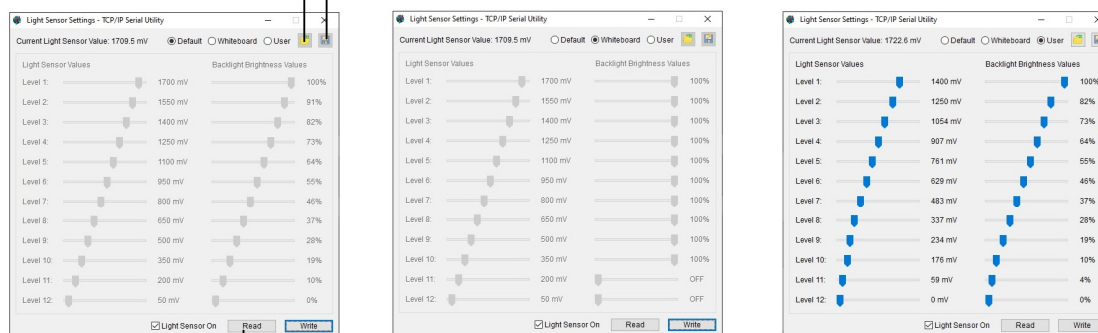 Light Sensor Settings - TCP/IP Serial Utility
Current Light Sensor Value: 1709.5 mV Default Whiteboard User
Light Sensor Values Backlight Brightness Values
Level 1: 1700 mV 100%
Level 2: 1550 mV 91%
Level 3: 1400 mV 82%
Level 4: 1250 mV 73%
Level 5: 1100 mV 64%
Level 6: 950 mV 55%
Level 7: 800 mV 46%
Level 8: 650 mV 37%
Level 9: 500 mV 28%
Level 10: 350 mV 19%
Level 11: 200 mV 10%
Level 12: 50 mV 0%
Light Sensor On Read Write
Light Sensor Settings - TCP/IP Serial Utility
Current Light Sensor Value: 1709.5 mV Default Whiteboard User
Light Sensor Values Backlight Brightness Values
Level 1: 1700 mV 100%
Level 2: 1550 mV 100%
Level 3: 1400 mV 100%
Level 4: 1250 mV 100%
Level 5: 1100 mV 100%
Level 6: 950 mV 100%
Level 7: 800 mV 100%
Level 8: 650 mV 100%
Level 9: 500 mV 100%
Level 10: 350 mV 100%
Level 11: 200 mV OFF
Level 12: 50 mV OFF
Light Sensor On Read Write
Light Sensor Settings - TCP/IP Serial Utility
Current Light Sensor Value: 1722.6 mV Default Whiteboard User
Light Sensor Values Backlight Brightness Values
Level 1: 1400 mV 100%
Level 2: 1250 mV 82%
Level 3: 1054 mV 73%
Level 4: 907 mV 64%
Level 5: 761 mV 55%
Level 6: 629 mV 46%
Level 7: 483 mV 37%
Level 8: 337 mV 28%
Level 9: 234 mV 19%
Level 10: 176 mV 10%
Level 11: 59 mV 4%
Level 12: 0 mV 0%
Light Sensor On Read Write